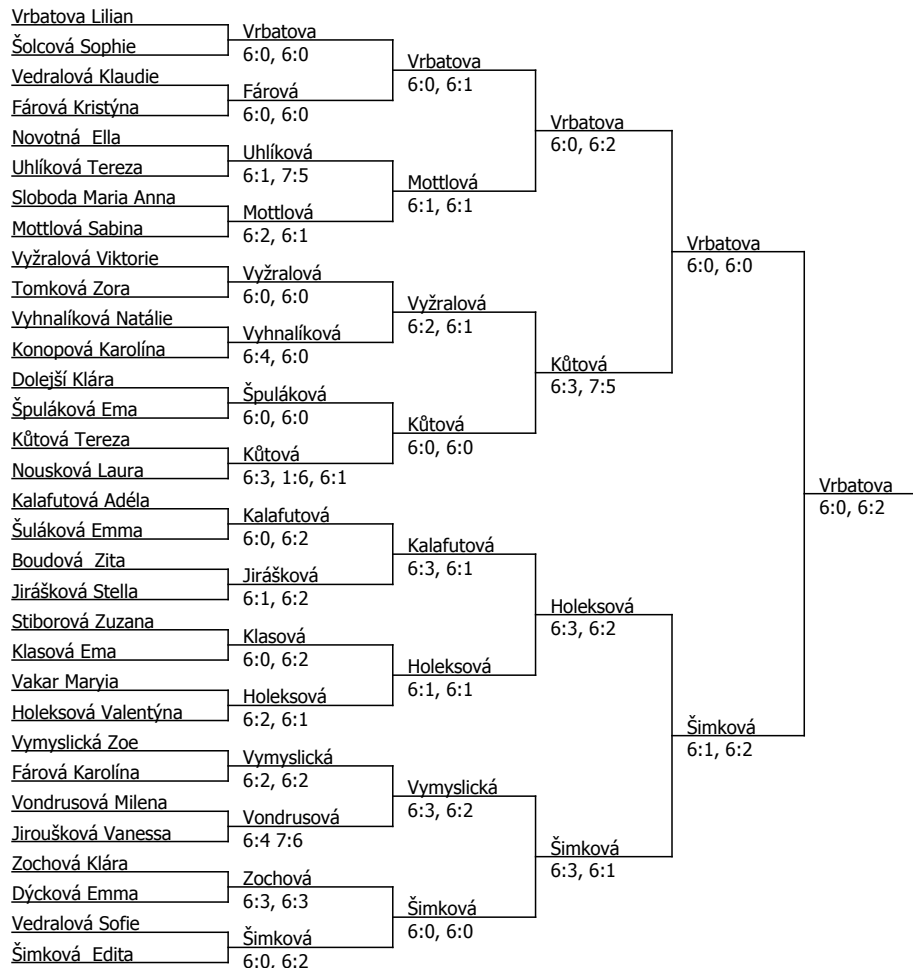 Vrbatova Lilian
Šolcová Sophie
Vedralová Klaudie
Fárová Kristýna
Novotná  Ella
Uhlíková Tereza
Sloboda Maria Anna
Mottlová Sabina
Vyžralová Viktorie
Tomková Zora
Vyhnalíková Natálie
Konopová Karolína
Dolejší Klára
Špuláková Ema
Kůtová Tereza
Nousková Laura
Kalafutová Adéla
Šuláková Emma
Boudová  Zita
Jirášková Stella
Stiborová Zuzana
Klasová Ema
Vakar Maryia
Holeksová Valentýna
Vymyslická Zoe
Fárová Karolína
Vondrusová Milena
Jiroušková Vanessa
Zochová Klára
Dýcková Emma
Vedralová Sofie
Šimková  Edita
Vrbatova
6:0, 6:0
Fárová
6:0, 6:0
Uhlíková
6:1, 7:5
Mottlová
6:2, 6:1
Vyžralová
6:0, 6:0
Vyhnalíková
6:4, 6:0
Špuláková
6:0, 6:0
Kůtová
6:3, 1:6, 6:1
Kalafutová
6:0, 6:2
Jirášková
6:1, 6:2
Klasová
6:0, 6:2
Holeksová
6:2, 6:1
Vymyslická
6:2, 6:2
Vondrusová
6:4 7:6
Zochová
6:3, 6:3
Šimková
6:0, 6:2
Vrbatova
6:0, 6:1
Mottlová
6:1, 6:1
Vyžralová
6:2, 6:1
Kůtová
6:0, 6:0
Kalafutová
6:3, 6:1
Holeksová
6:1, 6:1
Vymyslická
6:3, 6:2
Šimková
6:0, 6:0
Vrbatova
6:0, 6:2
Kůtová
6:3, 7:5
Holeksová
6:3, 6:2
Šimková
6:3, 6:1
Vrbatova
6:0, 6:0
Šimková
6:1, 6:2
Vrbatova
6:0, 6:2